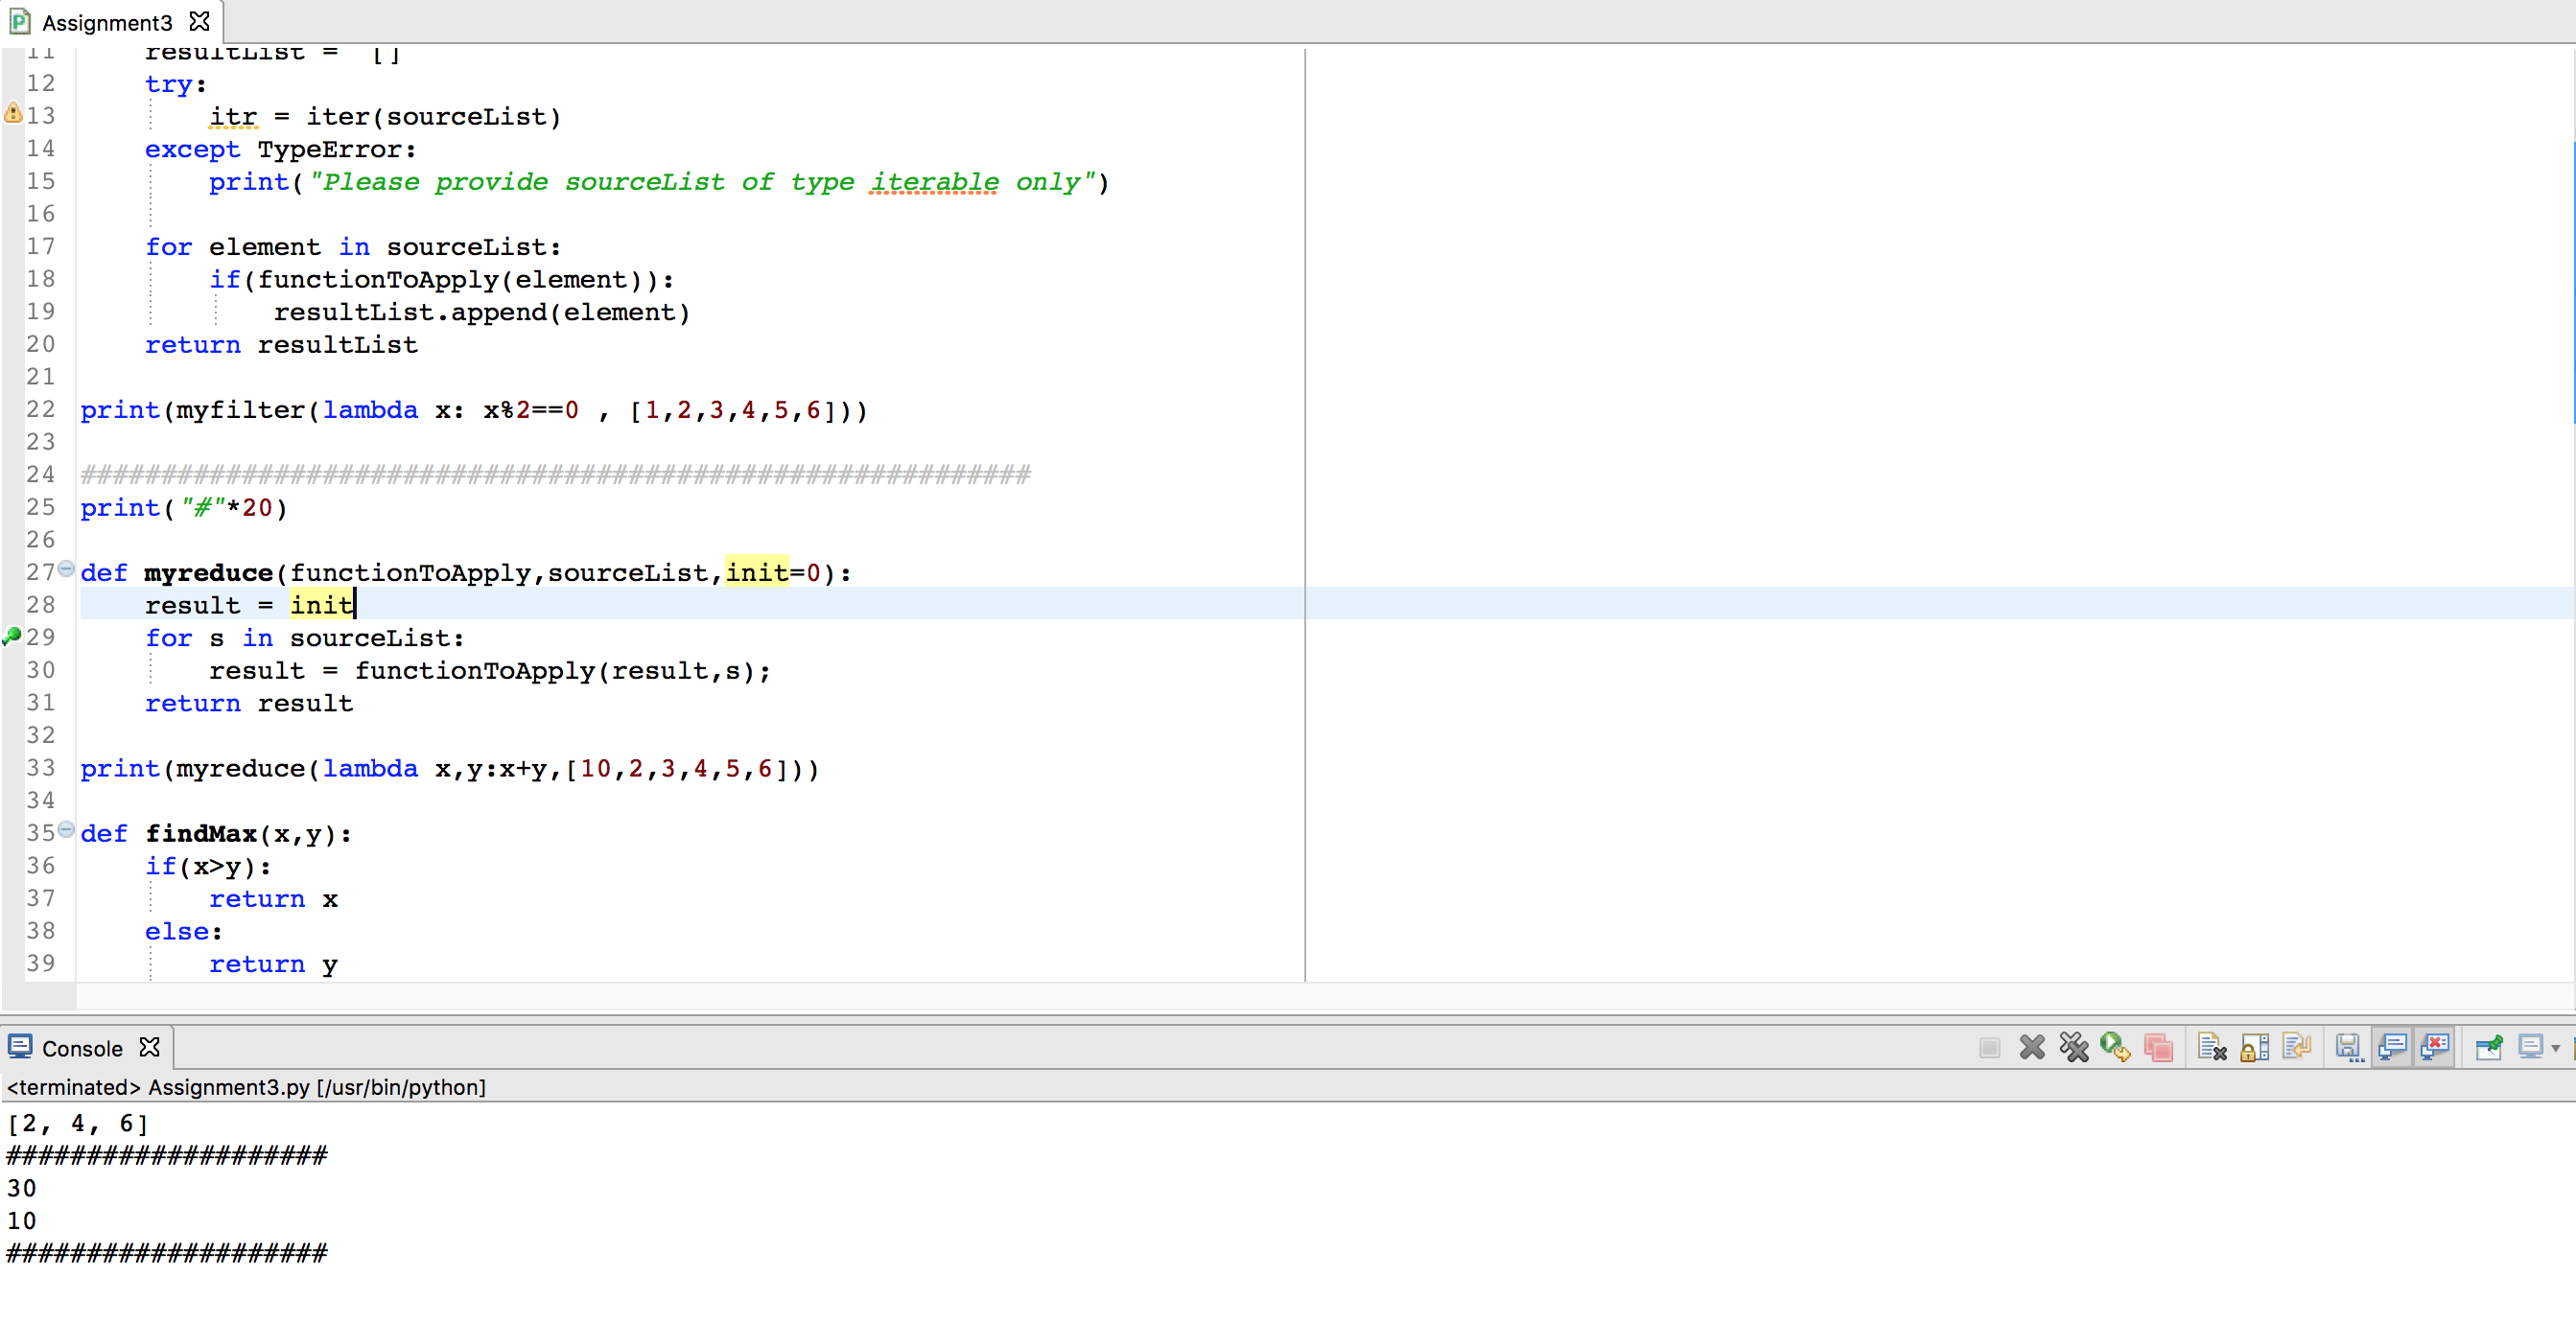 Assignment3
11     resultList =  []
12     try:
13         itr = iter(sourceList)
14     except TypeError:
15         print("Please provide sourceList of type iterable only")
16
17     for element in sourceList:
18         if(functionToApply(element)):
19             resultList.append(element)
20     return resultList
21
22 print(myfilter(lambda x: x%2==0 , [1,2,3,4,5,6]))
23
24 ###########################################################
25 print("#"*20)
26
27 def myreduce(functionToApply,sourceList,init=0):
28     result = init
29     for s in sourceList:
30         result = functionToApply(result,s);
31     return result
32
33 print(myreduce(lambda x,y:x+y,[10,2,3,4,5,6]))
34
35 def findMax(x,y):
36     if(x>y):
37         return x
38     else:
39         return y
Console
<terminated> Assignment3.py [/usr/bin/python]
[2, 4, 6]
####################
30
10
####################